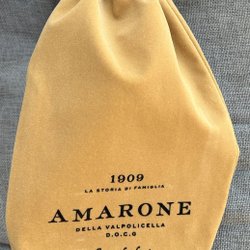 1909
LA STORIA DI FAMIGLIA
AMARONE
DELLA VALPOLICELLA
D.O.C.G